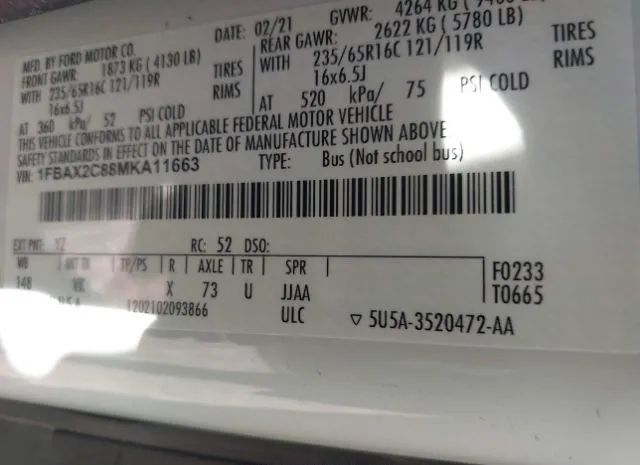 MFD. BY FORD MOTOR CO.
DATE: 02/21 GVWR: 4264 KG
FRONT GAWR: 1873 KG (4130 LB)
REAR GAWR: 2622 KG (5780 LB)
WITH 235/65R16C 121/119R TIRES
WITH 235/65R16C 121/119R TIRES
16x6.5J RIMS
16x6.5J RIMS
AT 360 kPa/ 52 PSI COLD
AT 520 kPa/ 75 PSI COLD
THIS VEHICLE CONFORMS TO ALL APPLICABLE FEDERAL MOTOR VEHICLE
SAFETY STANDARDS IN EFFECT ON THE DATE OF MANUFACTURE SHOWN ABOVE
VIN: 1FBAX2C88MKA11663 TYPE: Bus (Not school bus)
EXT PNT: YZ RC: 52 DSO:
WB INT TR TP/PS R AXLE TR SPR
148 VK X 73 U JJAA
1202102093866 ULC
F0233
T0665
▽ 5U5A-3520472-AA